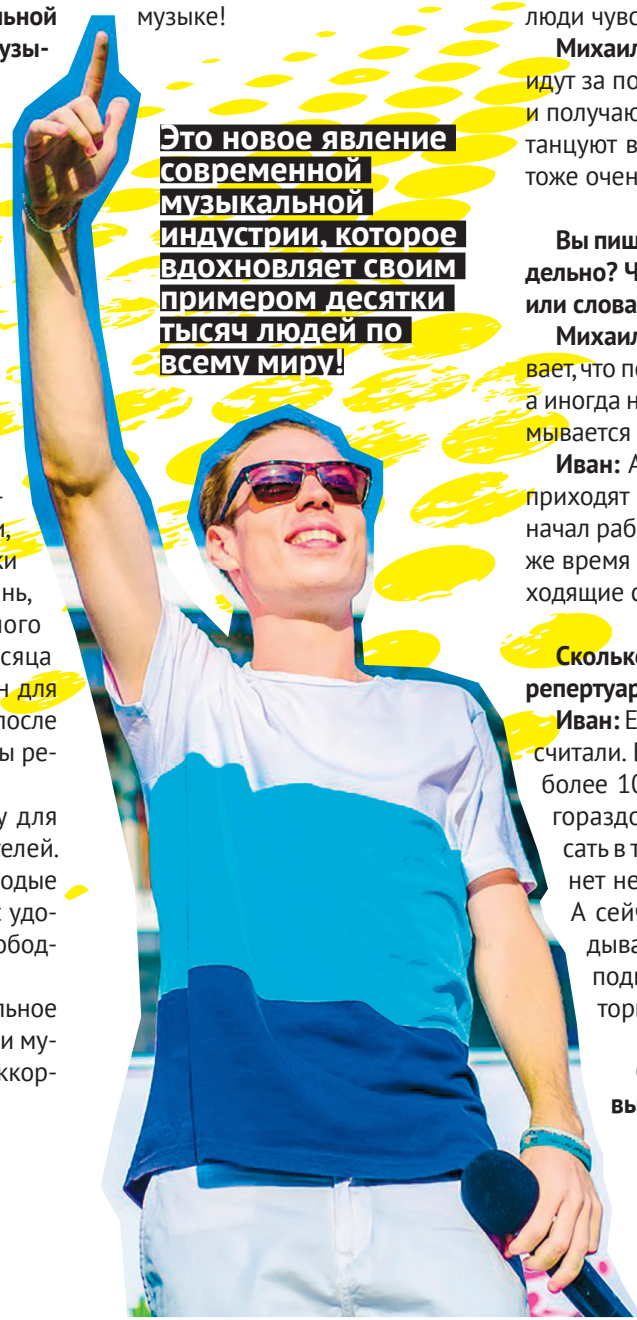 льной
узы-
-
и,
ки
нь,
ного
сяца
н для
после
ы ре-
у для
телей.
одые
удо-
обод-
льное
и му-
ккор-
музыке!
Это новое явление
современной
музыкальной
индустрии, которое
вдохновляет своим
примером десятки
тысяч людей по
всему миру!
люди чувс
Михаил
идут за по
и получаю
танцуют в
тоже очен
Вы пиш
дельно? Ч
или слова
Михаил
вает, что по
а иногда н
мывается
Иван: А
приходят
начал раб
же время
ходящие с
Сколько
репертуар
Иван: Е
считали.
более 10
гораздо
сать в т
нет не
А сейч
дыва
подп
тори
вы